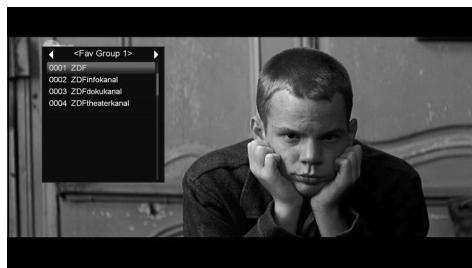 <Fav Group 1>
0001 ZDF
0002 ZDFinfokanal
0003 ZDFdokukanal
0004 ZDFtheaterkanal